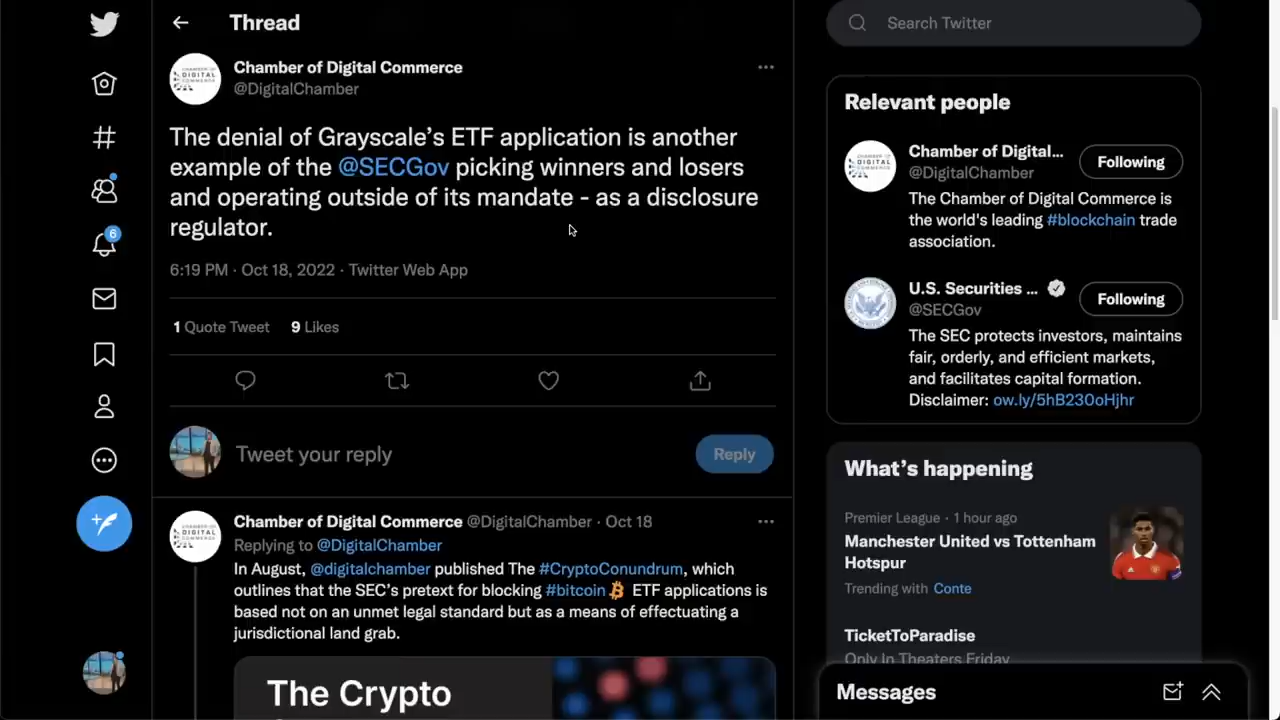 Thread
Chamber of Digital Commerce
@DigitalChamber
The denial of Grayscale’s ETF application is another
example of the @SECGov picking winners and losers
and operating outside of its mandate - as a disclosure
regulator.
6:19 PM · Oct 18, 2022 · Twitter Web App
1 Quote Tweet 9 Likes
Tweet your reply
Reply
Chamber of Digital Commerce @DigitalChamber · Oct 18
Replying to @DigitalChamber
In August, @digitalchamber published The #CryptoConundrum, which
outlines that the SEC’s pretext for blocking #bitcoin ETF applications is
based not on an unmet legal standard but as a means of effectuating a
jurisdictional land grab.
The Crypto
6
Search Twitter
Relevant people
Chamber of Digital...
@DigitalChamber
Following
The Chamber of Digital Commerce is
the world's leading #blockchain trade
association.
U.S. Securities ...
@SECGov
Following
The SEC protects investors, maintains
fair, orderly, and efficient markets,
and facilitates capital formation.
Disclaimer: ow.ly/5hB230oHjhr
What’s happening
Premier League · 1 hour ago
Manchester United vs Tottenham
Hotspur
Trending with Conte
TicketToParadise
Only In Theaters Friday
Messages